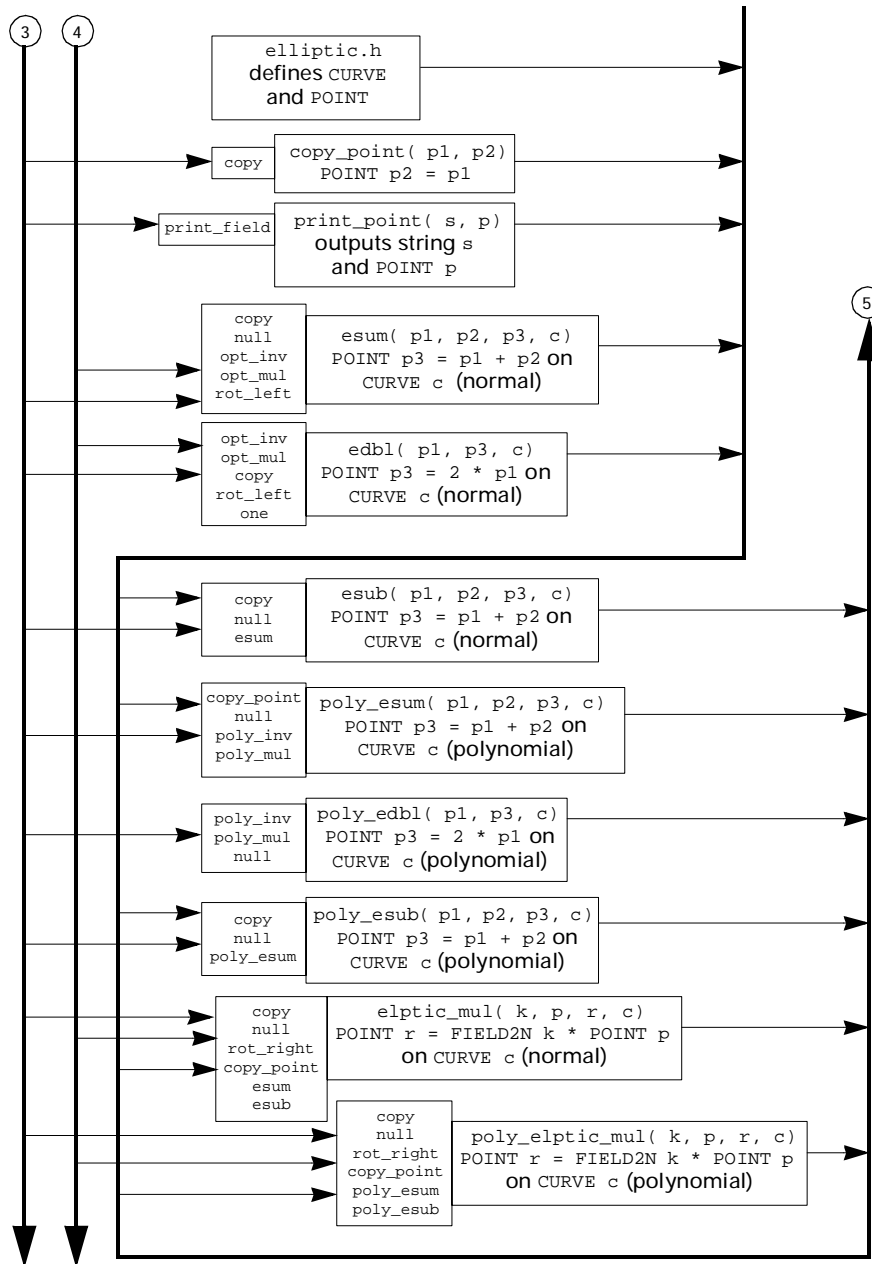 3
4
elliptic.h
defines CURVE
and POINT
copy
copy_point( p1, p2)
POINT p2 = p1
print_field
print_point( s, p)
outputs string s
and POINT p
5
copy
null
opt_inv
opt_mul
rot_left
esum( p1, p2, p3, c)
POINT p3 = p1 + p2 on
CURVE c (normal)
opt_inv
opt_mul
copy
rot_left
one
edbl( p1, p3, c)
POINT p3 = 2 * p1 on
CURVE c (normal)
copy
null
esum
esub( p1, p2, p3, c)
POINT p3 = p1 + p2 on
CURVE c (normal)
copy_point
null
poly_inv
poly_mul
poly_esum( p1, p2, p3, c)
POINT p3 = p1 + p2 on
CURVE c (polynomial)
poly_inv
poly_mul
null
poly_edbl( p1, p3, c)
POINT p3 = 2 * p1 on
CURVE c (polynomial)
copy
null
poly_esum
poly_esub( p1, p2, p3, c)
POINT p3 = p1 + p2 on
CURVE c (polynomial)
copy
null
rot_right
copy_point
esum
esub
elptic_mul( k, p, r, c)
POINT r = FIELD2N k * POINT p
on CURVE c (normal)
copy
null
rot_right
copy_point
poly_esum
poly_esub
poly_elptic_mul( k, p, r, c)
POINT r = FIELD2N k * POINT p
on CURVE c (polynomial)